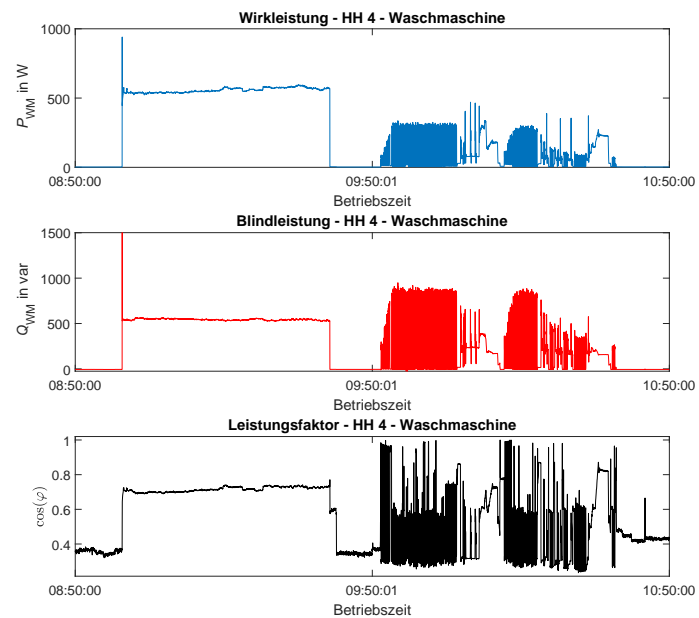 Wirkleistung - HH 4 - Waschmaschine
1000
500
0
P_WM in W
08:50:00 09:50:01 10:50:00
Betriebszeit
Blindleistung - HH 4 - Waschmaschine
1500
1000
500
0
Q_WM in var
08:50:00 09:50:01 10:50:00
Betriebszeit
Leistungsfaktor - HH 4 - Waschmaschine
1
0.8
0.6
0.4
cos(φ)
08:50:00 09:50:01 10:50:00
Betriebszeit